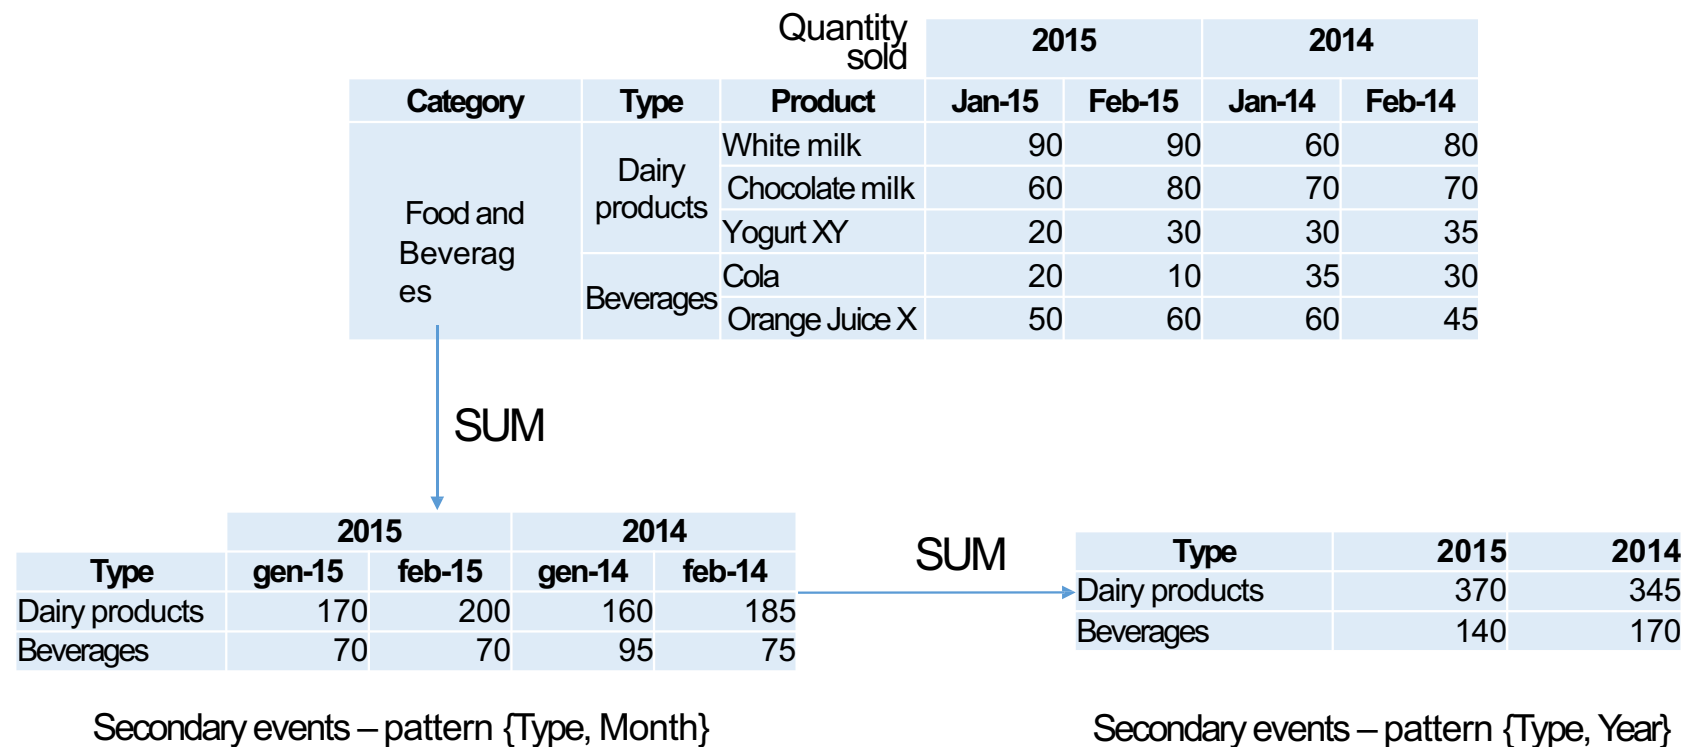 Quantity sold 2015 2014
Category Type Product Jan-15 Feb-15 Jan-14 Feb-14
Food and Beverag es
Dairy products
White milk 90 90 60 80
Chocolate milk 60 80 70 70
Yogurt XY 20 30 30 35
Beverages
Cola 20 10 35 30
Orange Juice X 50 60 60 45
SUM
2015 2014
Type gen-15 feb-15 gen-14 feb-14
Dairy products 170 200 160 185
Beverages 70 70 95 75
Secondary events – pattern {Type, Month}
SUM
Type 2015 2014
Dairy products 370 345
Beverages 140 170
Secondary events – pattern {Type, Year}